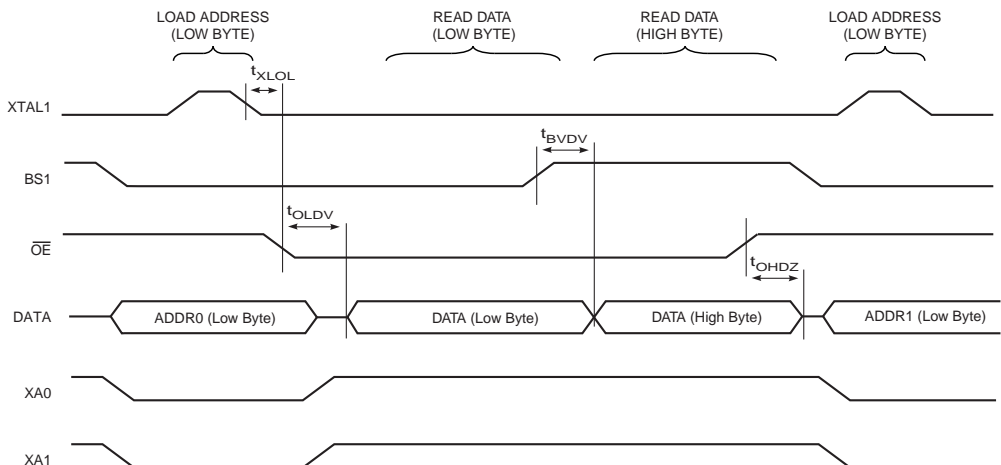 LOAD ADDRESS
(LOW BYTE)
READ DATA
(LOW BYTE)
READ DATA
(HIGH BYTE)
LOAD ADDRESS
(LOW BYTE)
tXLOL
XTAL1
tBVDV
BS1
tOLDV
OE
tOHDZ
DATA
ADDR0 (Low Byte)
DATA (Low Byte)
DATA (High Byte)
ADDR1 (Low Byte)
XA0
XA1